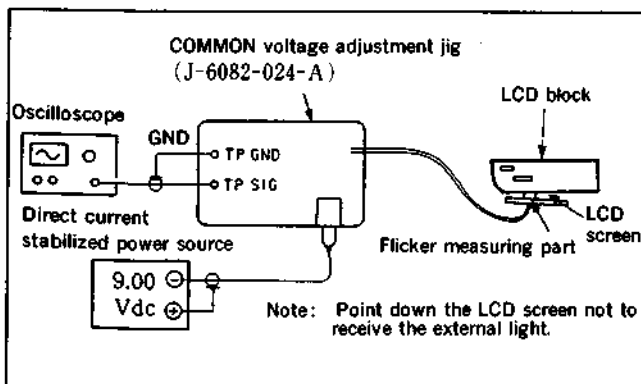 COMMON voltage adjustment jig
(J-6082-024-A)
LCD block
Oscilloscope
GND
TP GND
TP SIG
Direct current
stabilized power source
LCD
screen
Flicker measuring part
9.00 ⊖
Vdc ⊕
Note: Point down the LCD screen not to
receive the external light.